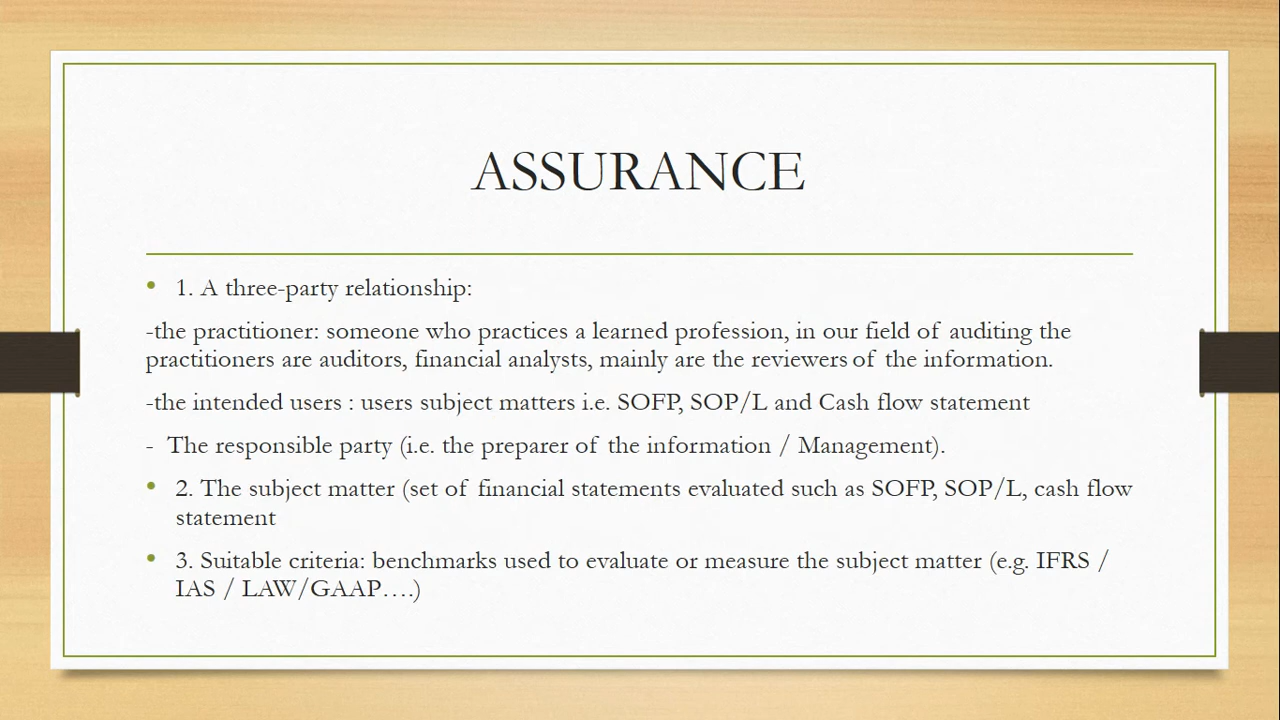 ASSURANCE
• 1. A three-party relationship:
-the practitioner: someone who practices a learned profession, in our field of auditing the
practitioners are auditors, financial analysts, mainly are the reviewers of the information.
-the intended users : users subject matters i.e. SOFP, SOP/L and Cash flow statement
- The responsible party (i.e. the preparer of the information / Management).
• 2. The subject matter (set of financial statements evaluated such as SOFP, SOP/L, cash flow
statement
• 3. Suitable criteria: benchmarks used to evaluate or measure the subject matter (e.g. IFRS /
IAS / LAW/GAAP….)